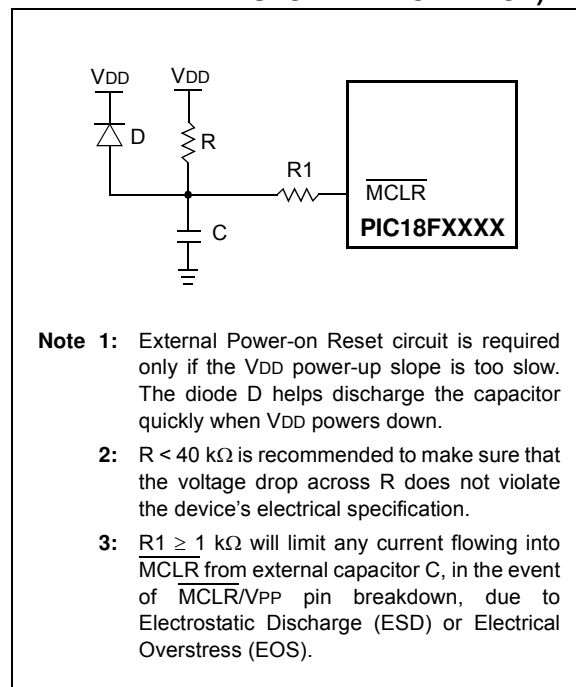 VDD VDD
D
R
R1
MCLR
PIC18FXXXX
C
Note 1: External Power-on Reset circuit is required
only if the VDD power-up slope is too slow.
The diode D helps discharge the capacitor
quickly when VDD powers down.
2: R < 40 kΩ is recommended to make sure that
the voltage drop across R does not violate
the device's electrical specification.
3: R1 ≥ 1 kΩ will limit any current flowing into
MCLR from external capacitor C, in the event
of MCLR/VPP pin breakdown, due to
Electrostatic Discharge (ESD) or Electrical
Overstress (EOS).